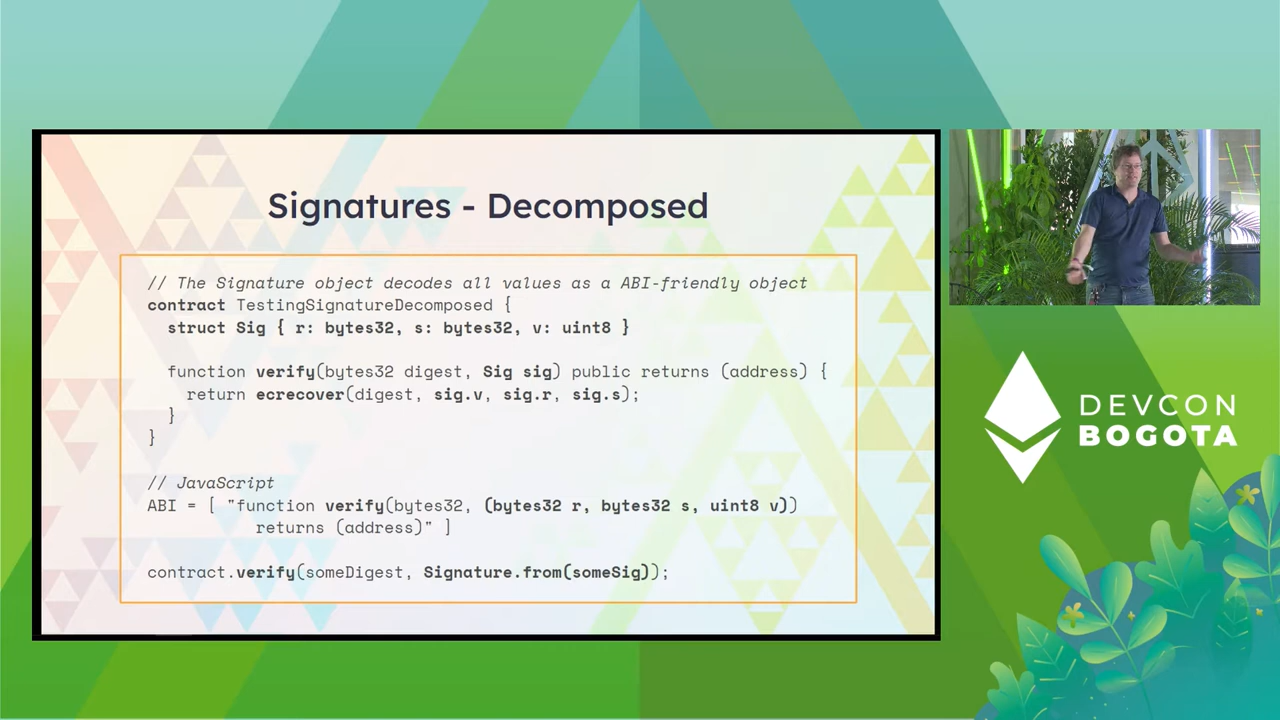 Signatures - Decomposed
// The Signature object decodes all values as a ABI-friendly object
contract TestingSignatureDecomposed {
struct Sig { r: bytes32, s: bytes32, v: uint8 }
function verify(bytes32 digest, Sig sig) public returns (address) {
return ecrecover(digest, sig.v, sig.r, sig.s);
}
}
// JavaScript
ABI = [ "function verify(bytes32, (bytes32 r, bytes32 s, uint8 v))
returns (address)" ]
contract.verify(someDigest, Signature.from(someSig));
DEVCON
BOGOTA